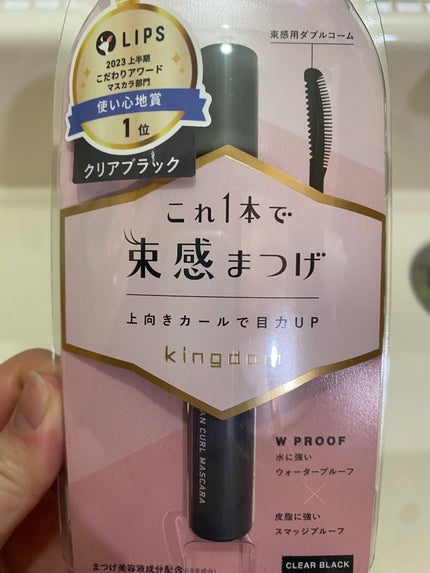 LIPS
2023 上半期
こだわりアワード
マスカラ部門
使い心地賞
1位
クリアブラック
束感用ダブルコーム
これ1本で
束感まつげ
上向きカールで目力UP
kingdom
AN CURL MASCARA
W PROOF
水に強い
ウォータープルーフ
×
皮脂に強い
スマッジプルーフ
まつげ美容液成分配合
CLEAR BLACK